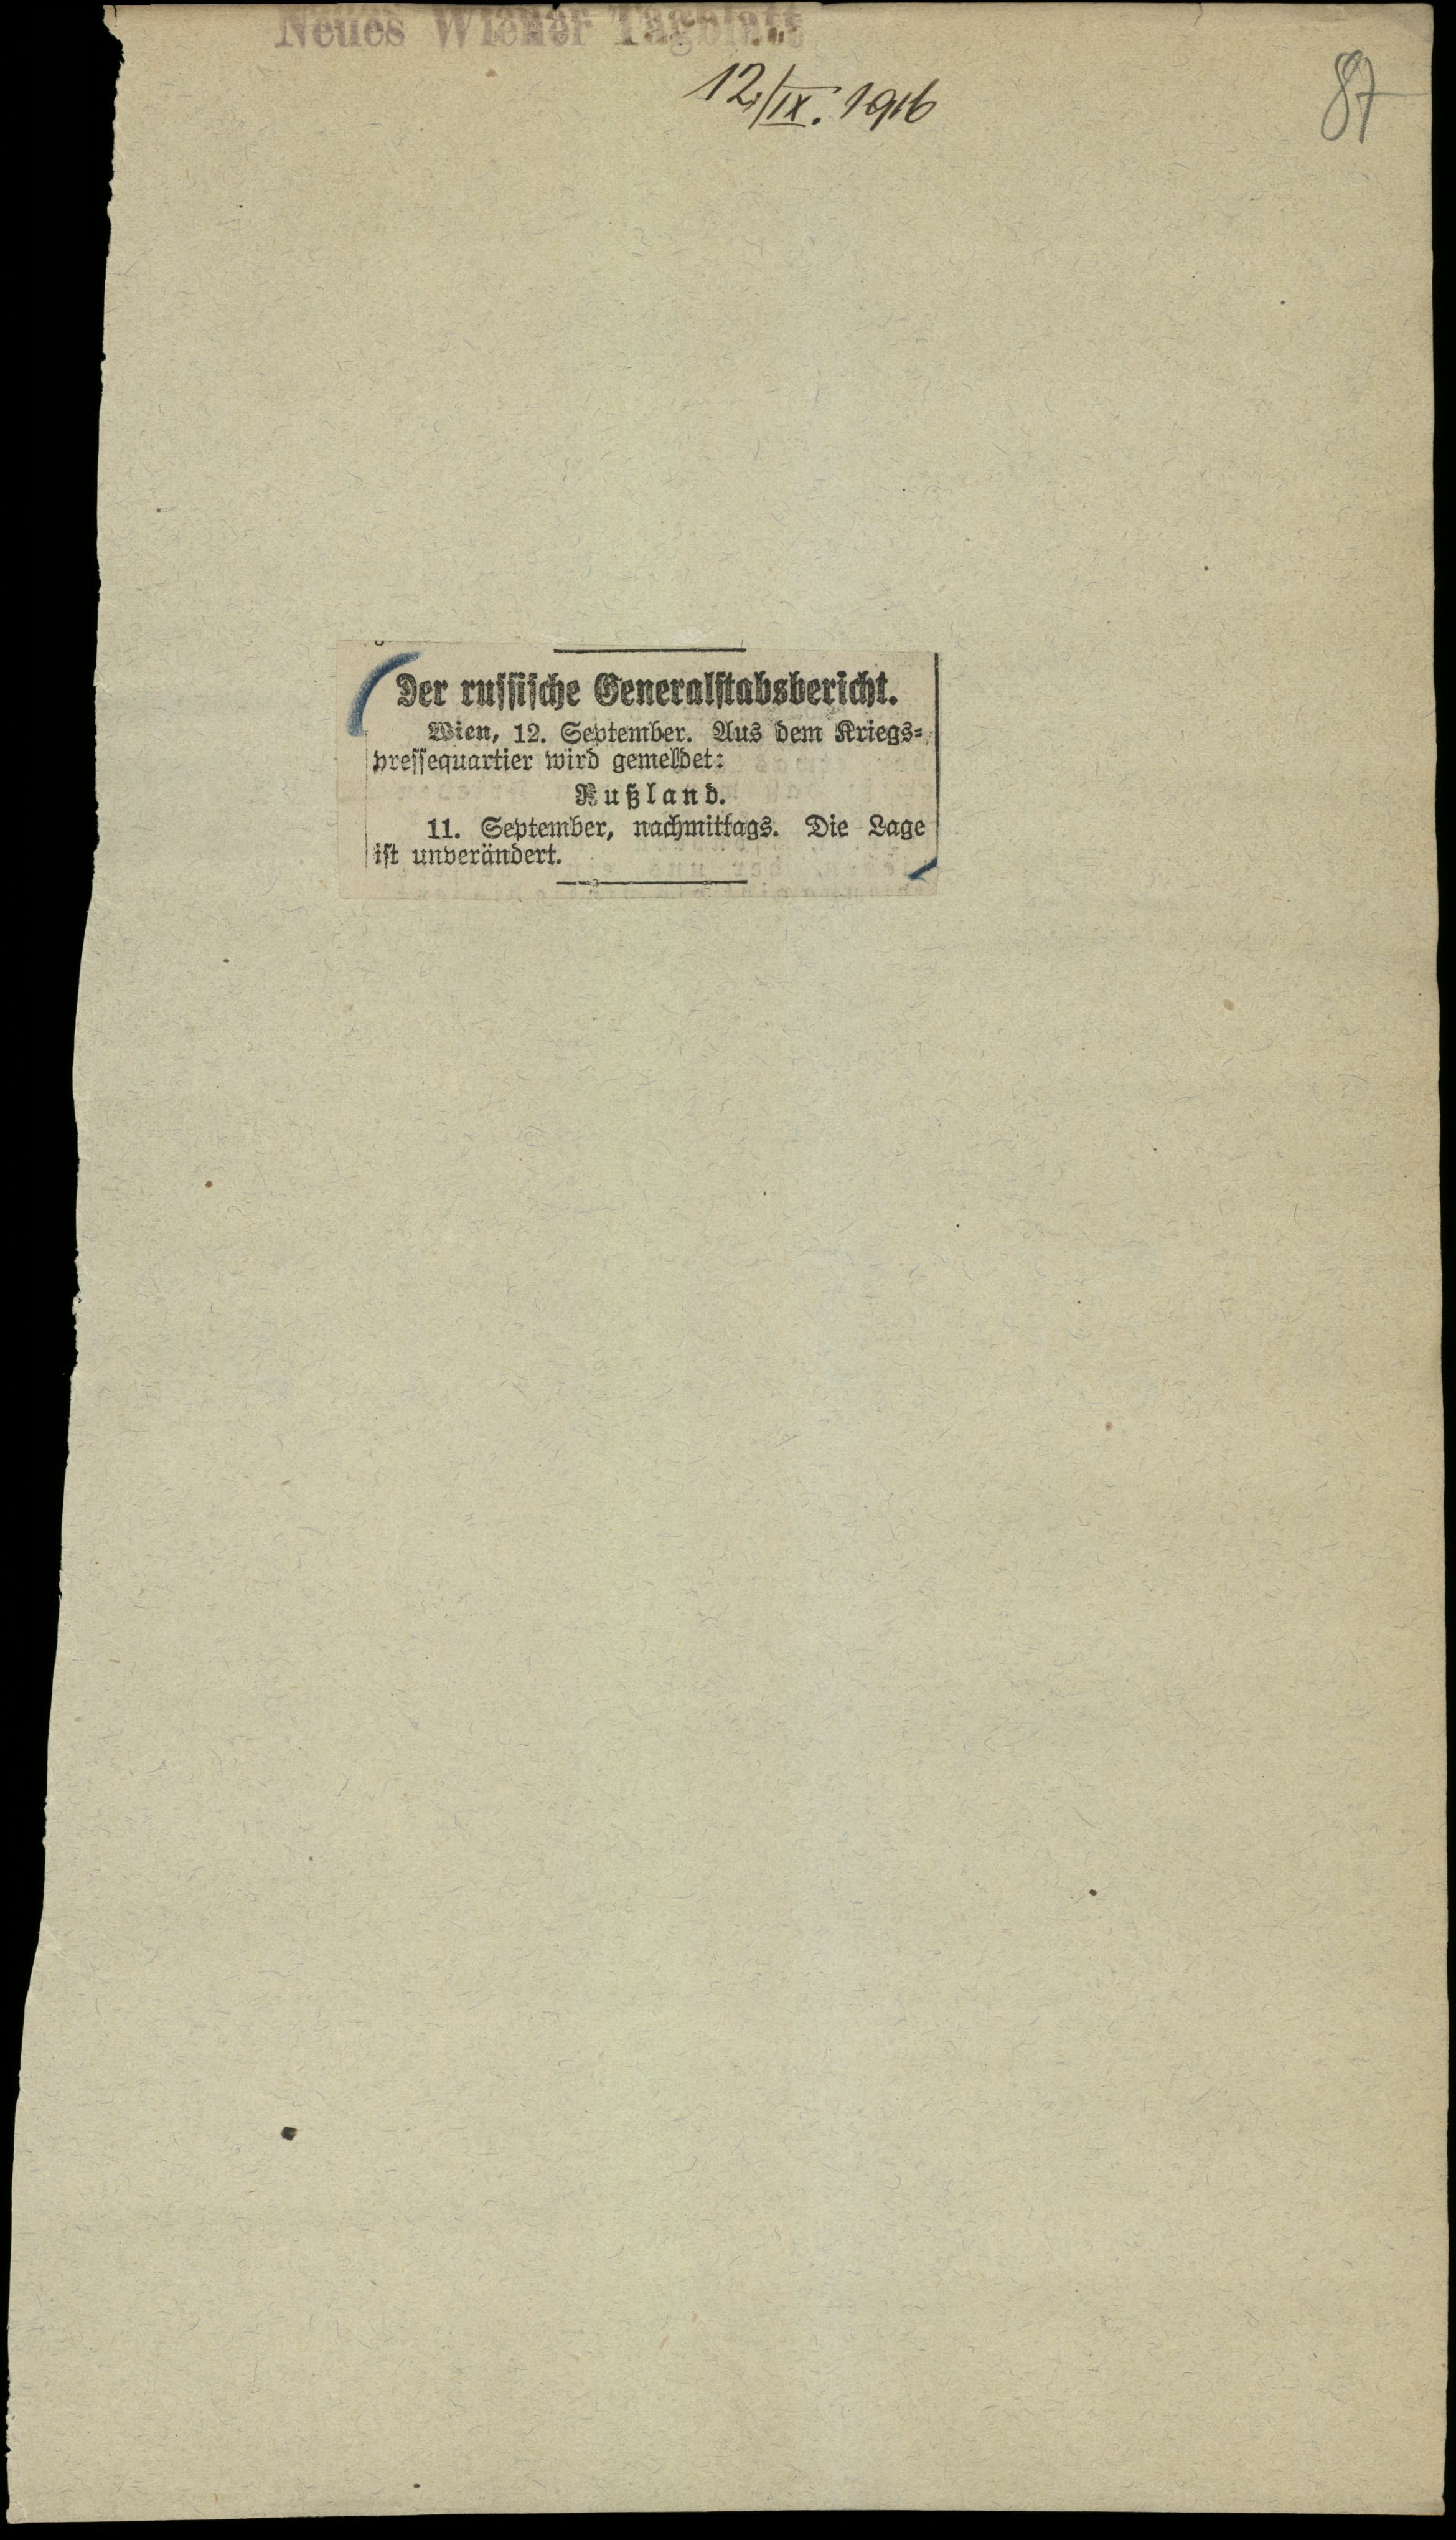 Neues Wiener Tagblatt
12./IX. 1916
87
Der russische Generalstabsbericht.
Wien, 12. September. Aus dem Kriegs=
pressequartier wird gemeldet:
Rußland.
11. September, nachmittags. Die Lage
ist unverändert.